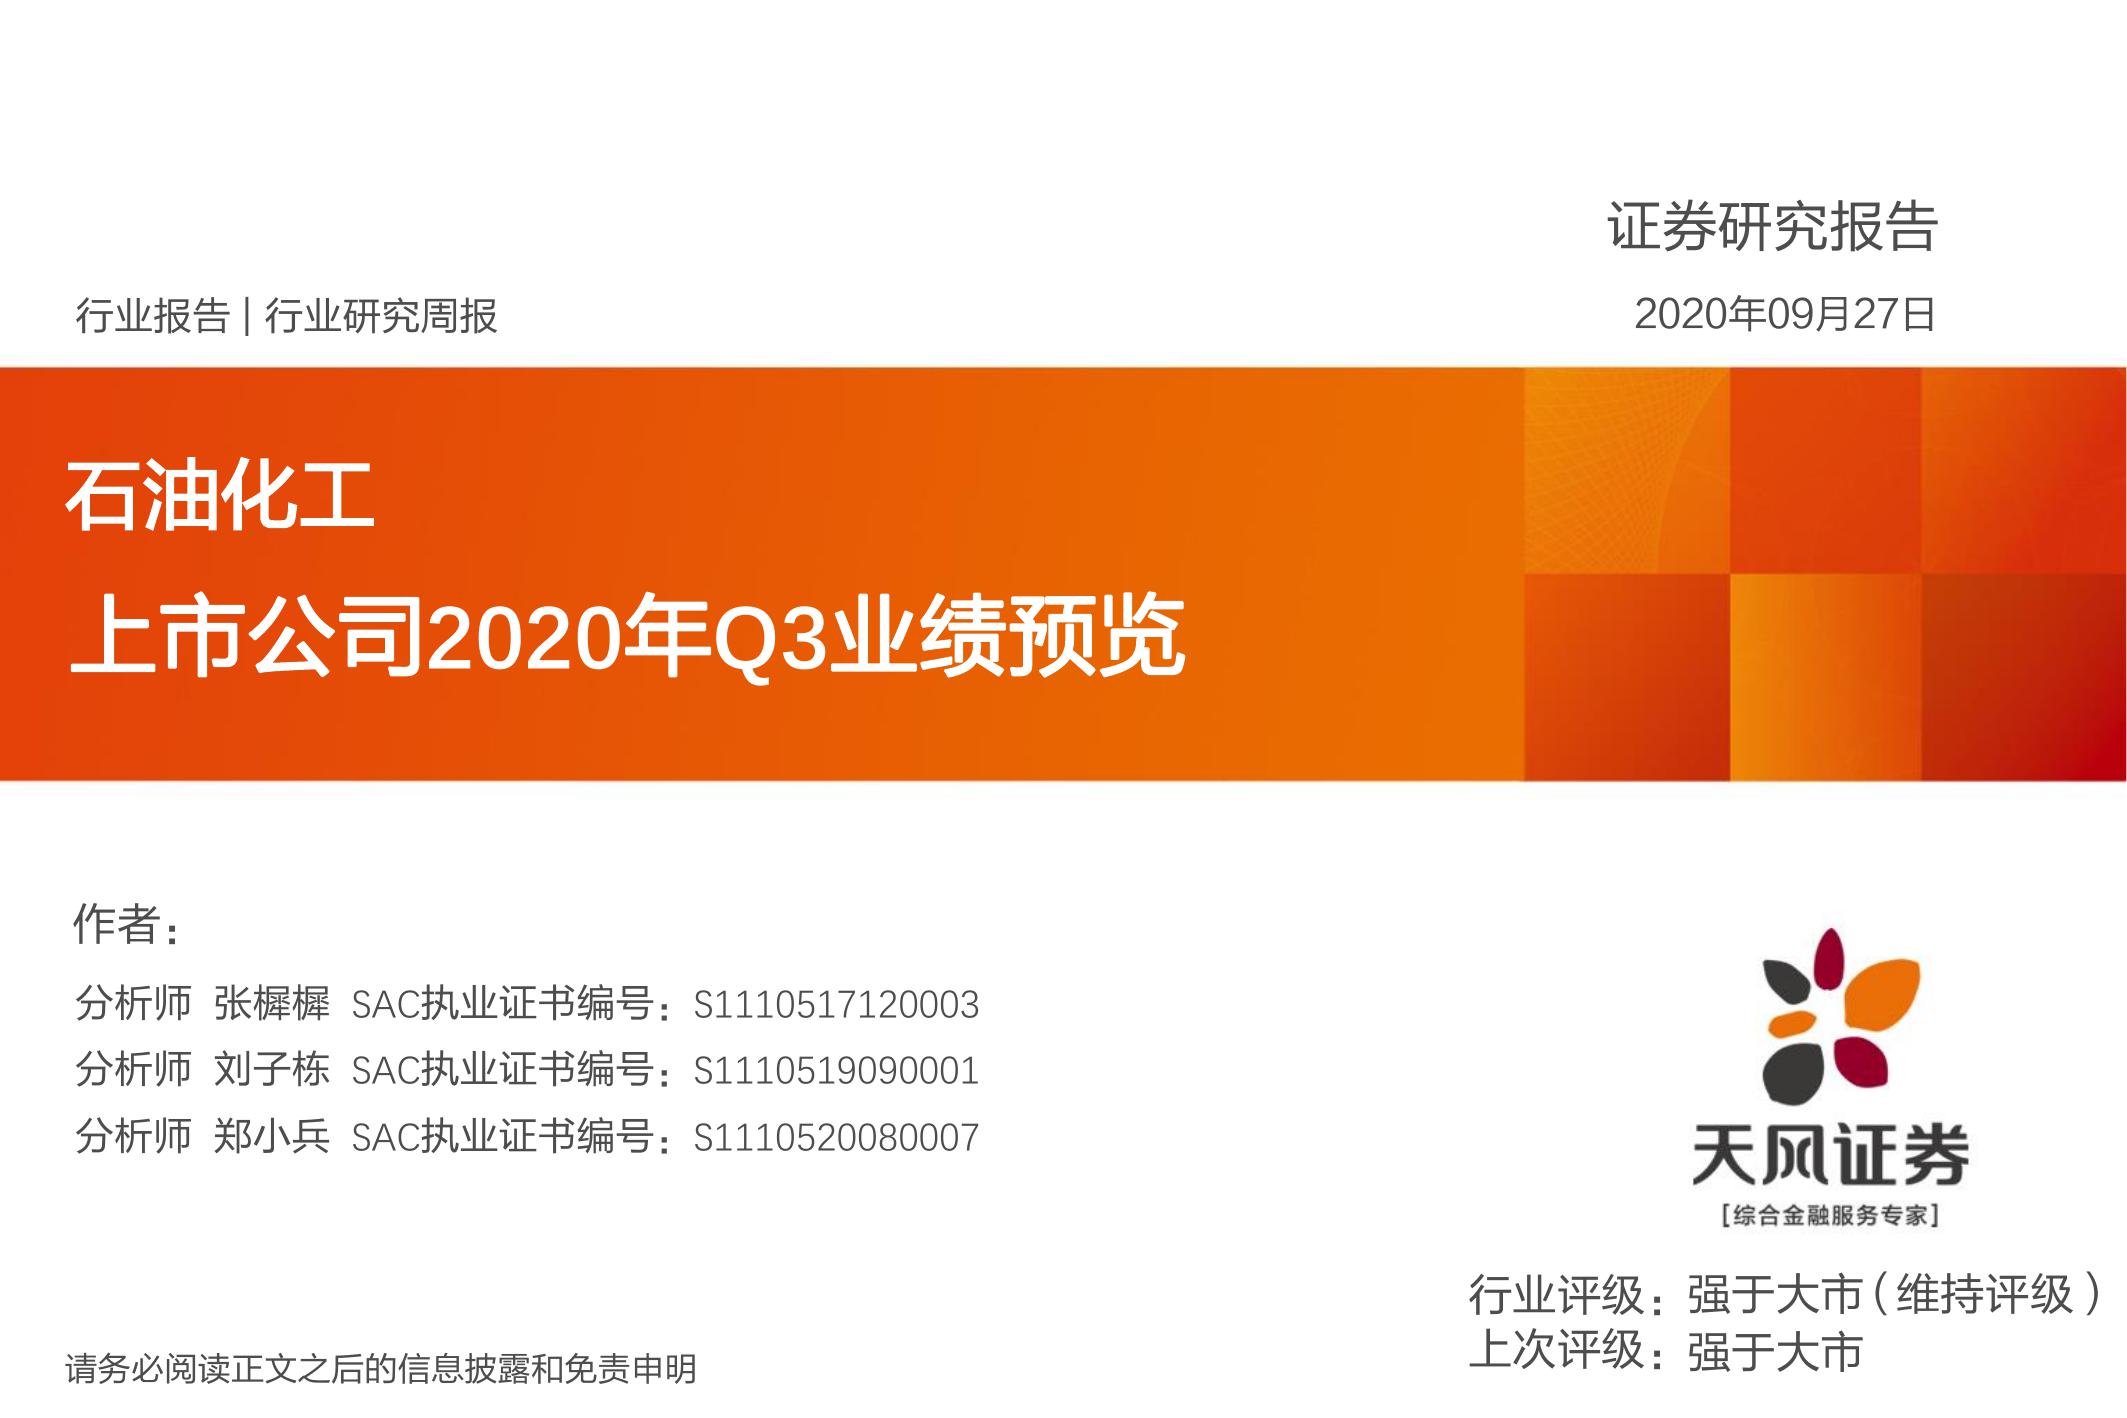 证券研究报告
行业报告 | 行业研究周报
2020年09月27日
石油化工
上市公司2020年Q3业绩预览
作者：
分析师 张樨樨 SAC执业证书编号：S1110517120003
分析师 刘子栋 SAC执业证书编号：S1110519090001
分析师 郑小兵 SAC执业证书编号：S1110520080007
天风证券
[综合金融服务专家]
行业评级：强于大市（维持评级）
上次评级：强于大市
请务必阅读正文之后的信息披露和免责申明